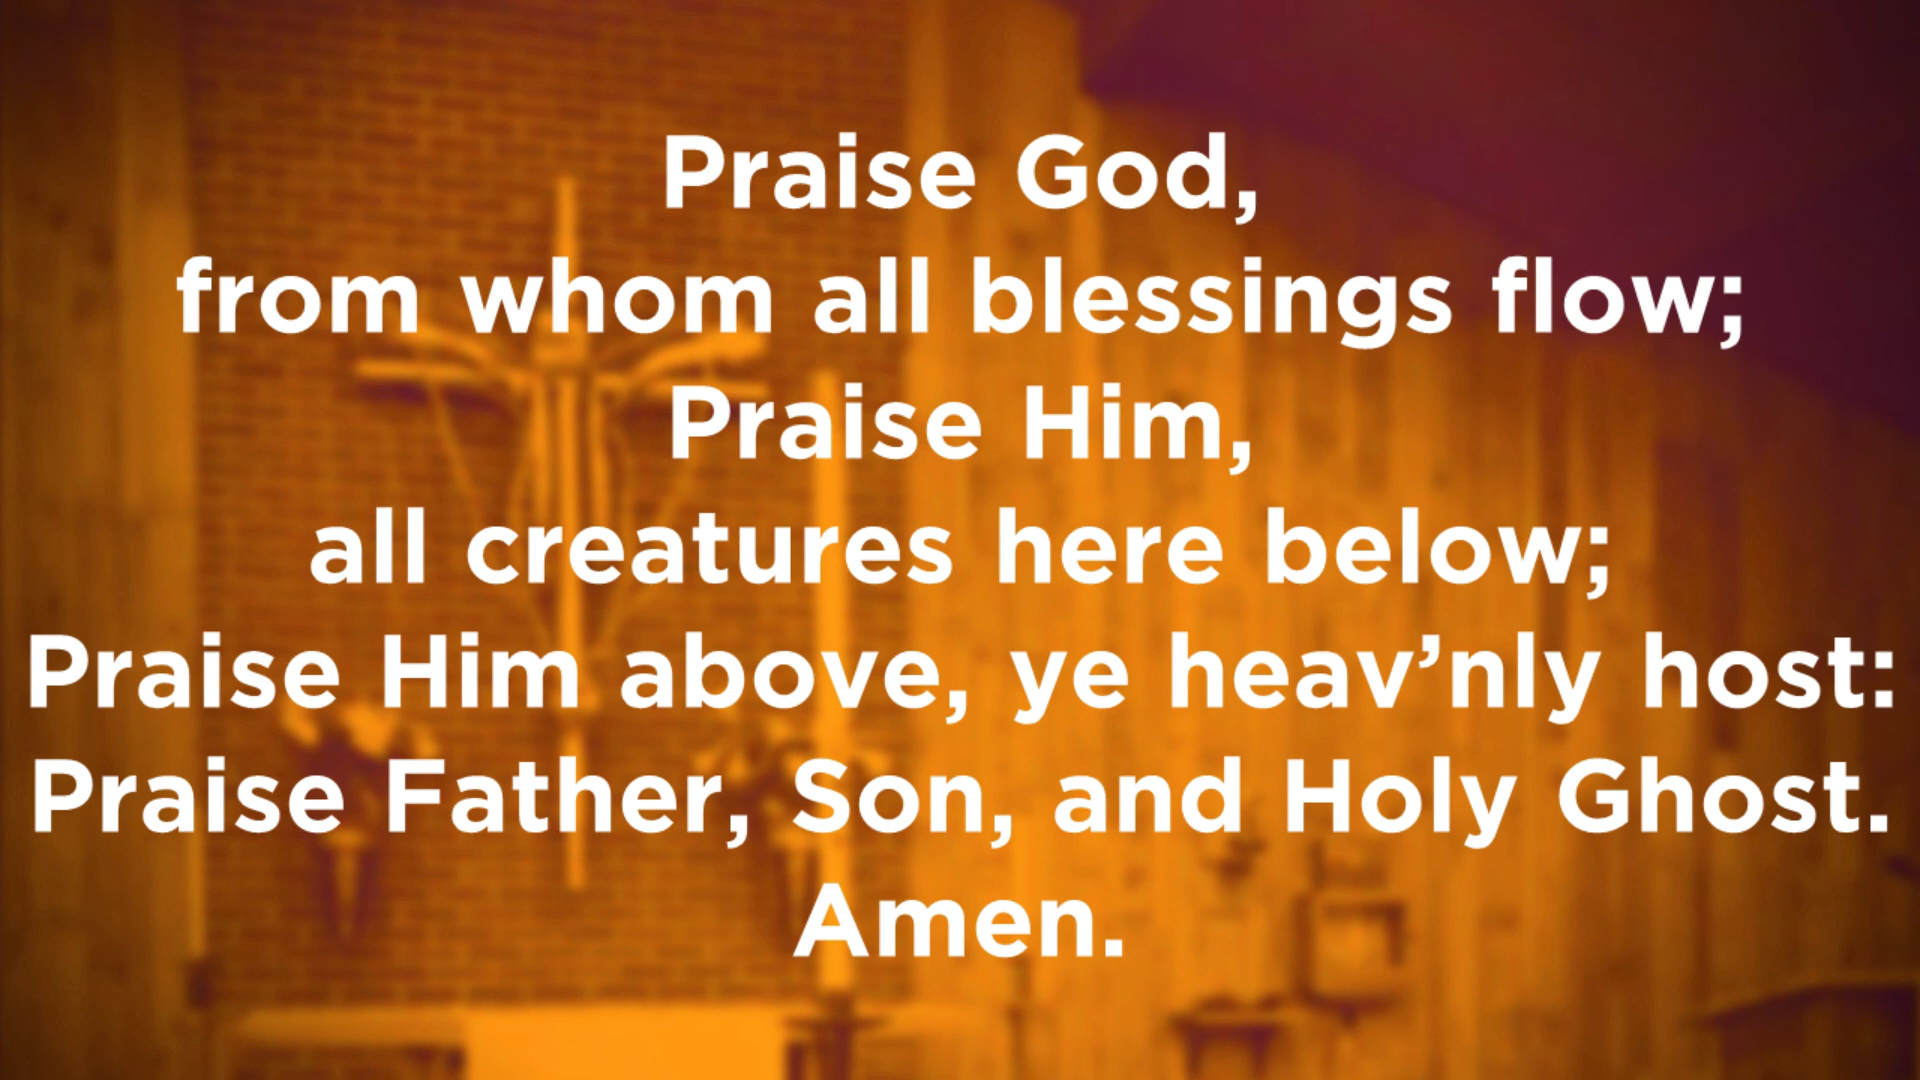 Praise God,
from whom all blessings flow;
Praise Him,
all creatures here below;
Praise Him above, ye heav’nly host:
Praise Father, Son, and Holy Ghost.
Amen.